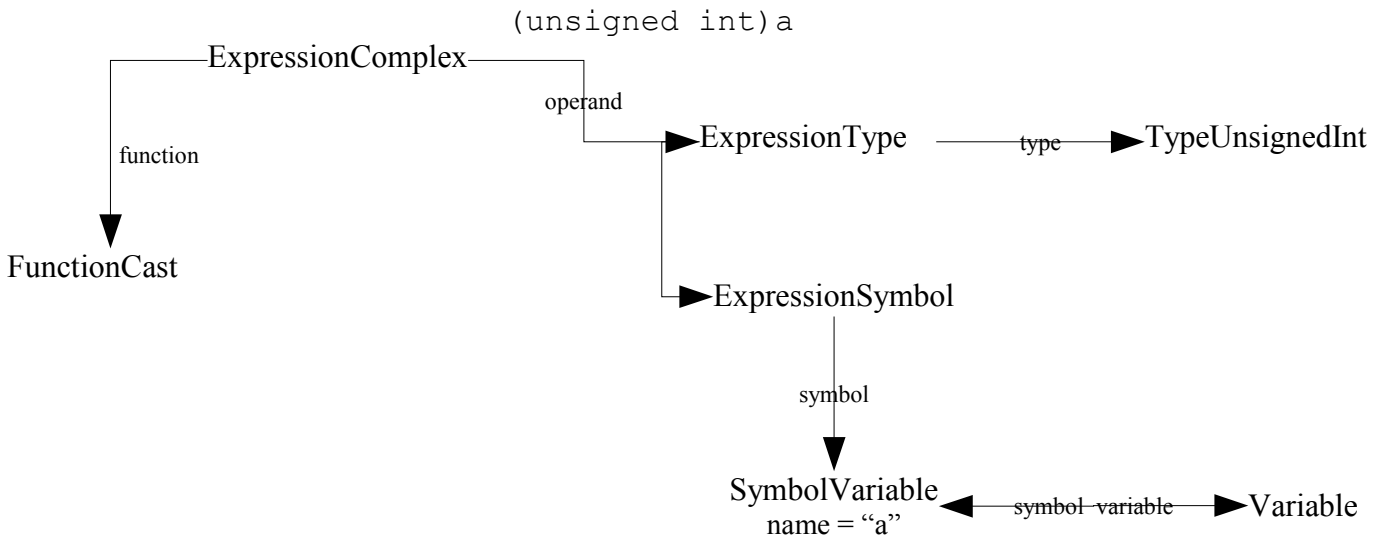 (unsigned int)a
ExpressionComplex
operand
ExpressionType
type
TypeUnsignedInt
function
FunctionCast
ExpressionSymbol
symbol
SymbolVariable
name = “a”
symbol variable
Variable